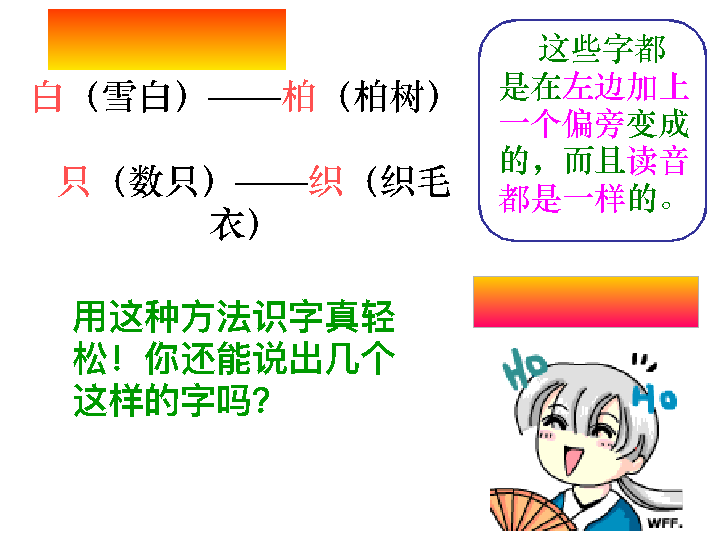 白（雪白）——柏（柏树）
只（数只）——织（织毛
衣）
这些字都
是在左边加上
一个偏旁变成
的，而且读音
都是一样的。
用这种方法识字真轻
松！你还能说出几个
这样的字吗？
Ho
Ho
WFF.